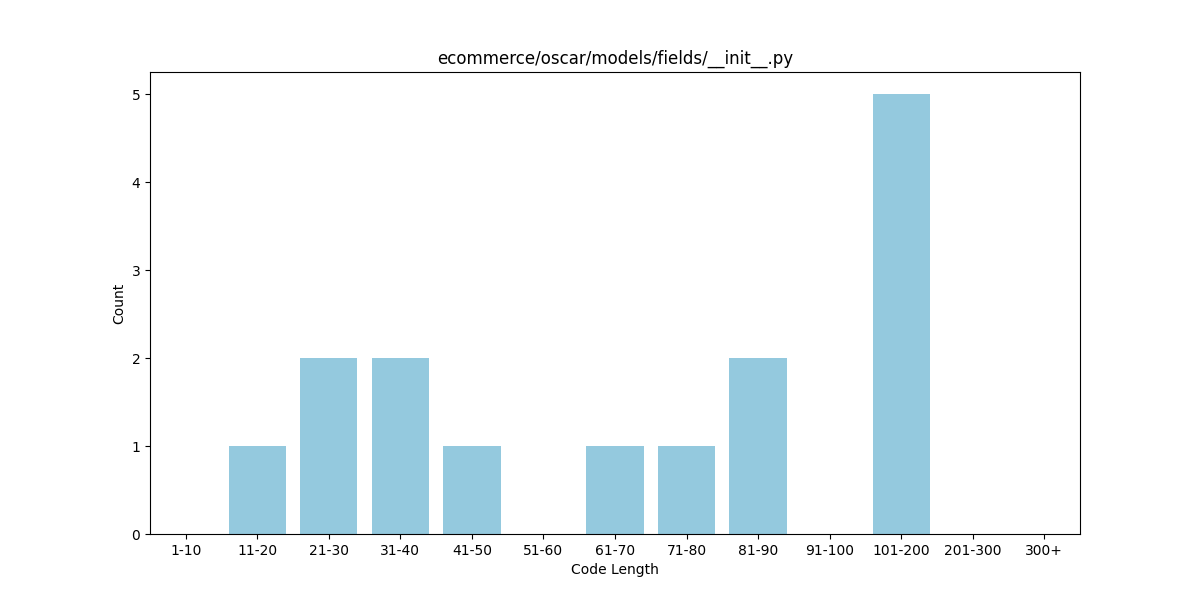 ecommerce/oscar/models/fields/__init__.py
Count
5
4
3
2
1
0
1-10 11-20 21-30 31-40 41-50 51-60 61-70 71-80 81-90 91-100 101-200 201-300 300+
Code Length